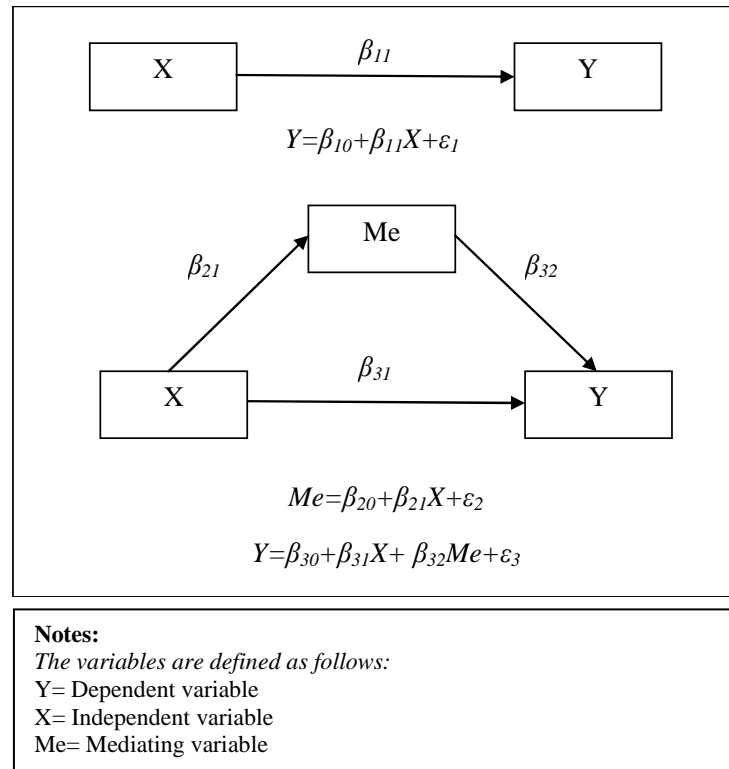 β11
X Y
Y=β10+β11X+ε1
Me
β21 β32
β31
X Y
Me=β20+β21X+ε2
Y=β30+β31X+ β32Me+ε3
Notes:
The variables are defined as follows:
Y= Dependent variable
X= Independent variable
Me= Mediating variable